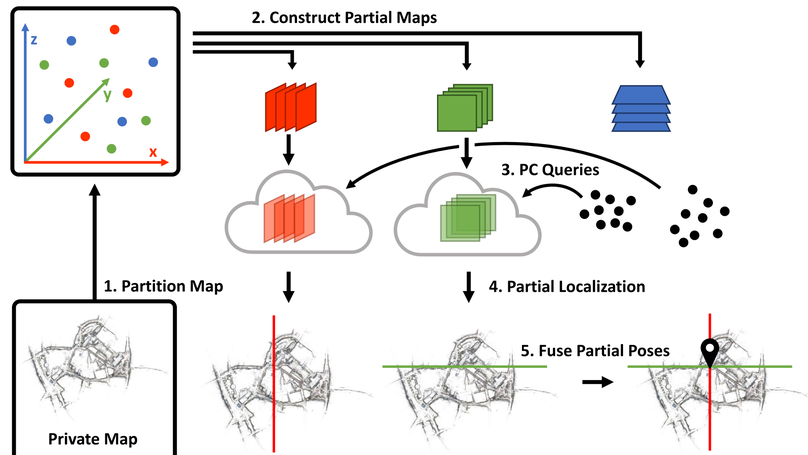 2. Construct Partial Maps
z
y
x
3. PC Queries
1. Partition Map
4. Partial Localization
5. Fuse Partial Poses
Private Map